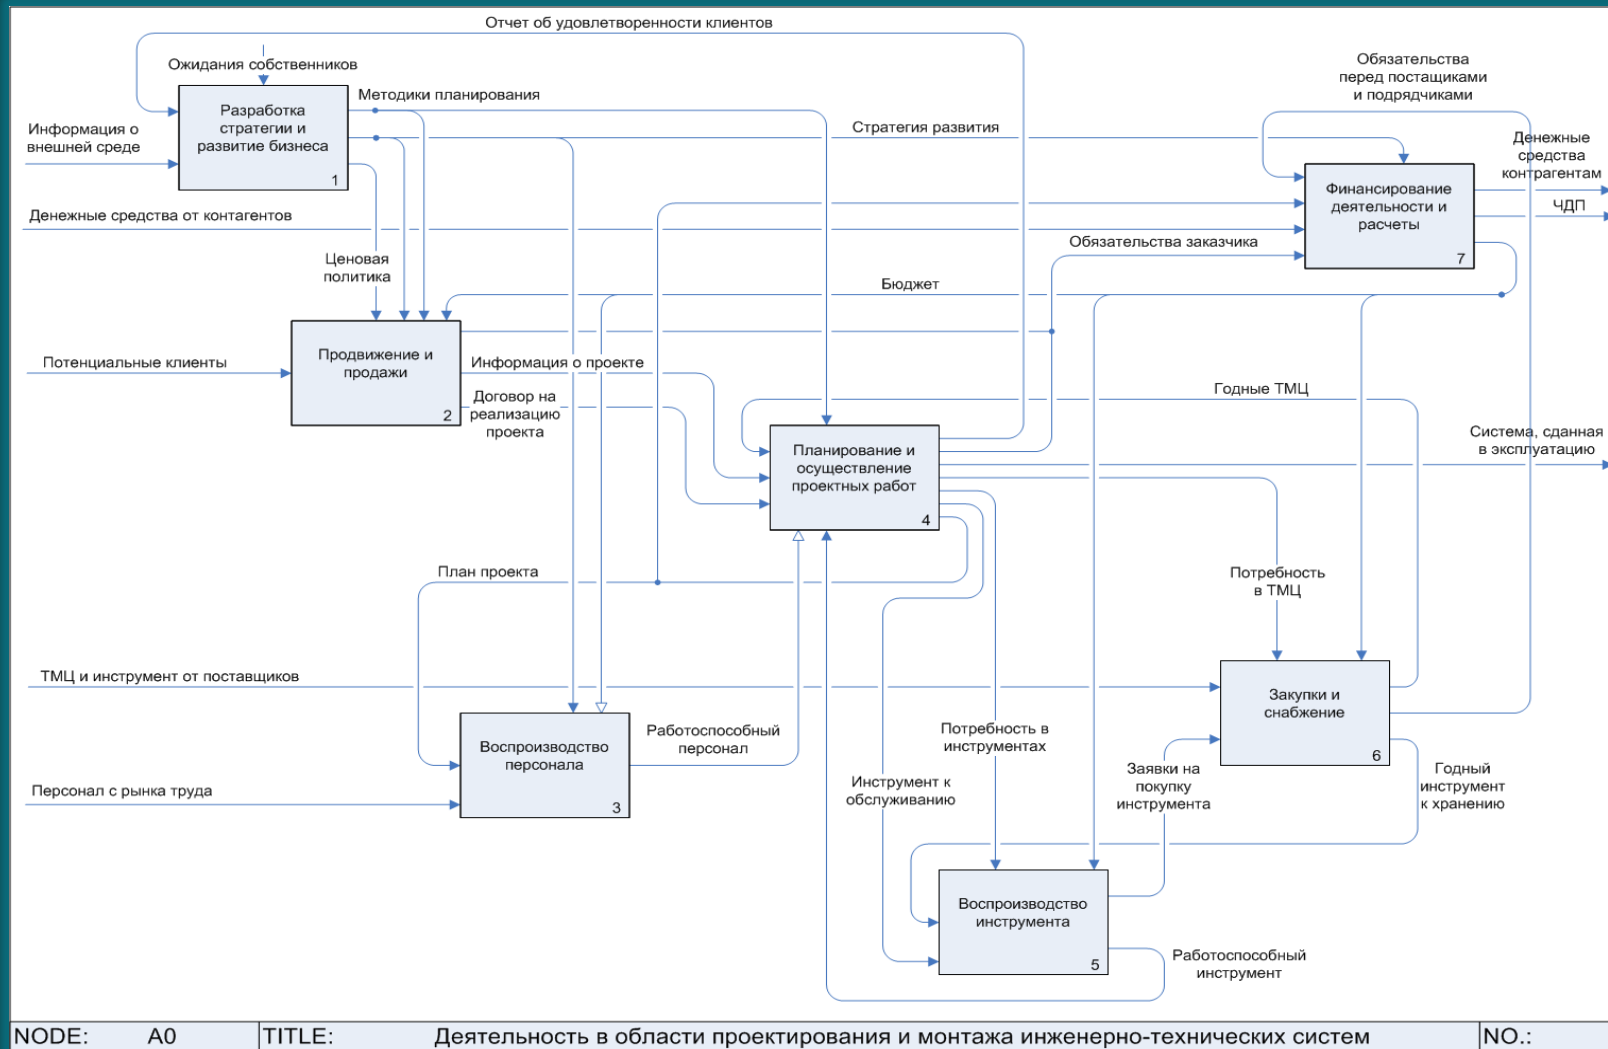 Отчет об удовлетворенности клиентов
Ожидания собственников
Обязательства
перед постащиками
и подрядчиками
Методики планирования
Разработка
стратегии и
развитие бизнеса
1
Информация о
внешней среде
Стратегия развития
Денежные
средства
контрагентам
ЧДП
Финансирование
деятельности и
расчеты
7
Денежные средства от контагентов
Обязательства заказчика
Ценовая
политика
Бюджет
Потенциальные клиенты
Продвижение и
продажи
2
Информация о проекте
Договор на
реализацию
проекта
Годные ТМЦ
Система, сданная
в эксплуатацию
Планирование и
осуществление
проектных работ
4
План проекта
Потребность
в ТМЦ
ТМЦ и инструмент от поставщиков
Закупки и
снабжение
6
Воспроизводство
персонала
3
Работоспособный
персонал
Потребность в
инструментах
Персонал с рынка труда
Инструмент к
обслуживанию
Заявки на
покупку
инструмента
Годный
инструмент
к хранению
Воспроизводство
инструмента
5
Работоспособный
инструмент
NODE: A0 TITLE: Деятельность в области проектирования и монтажа инженерно-технических систем NO.: